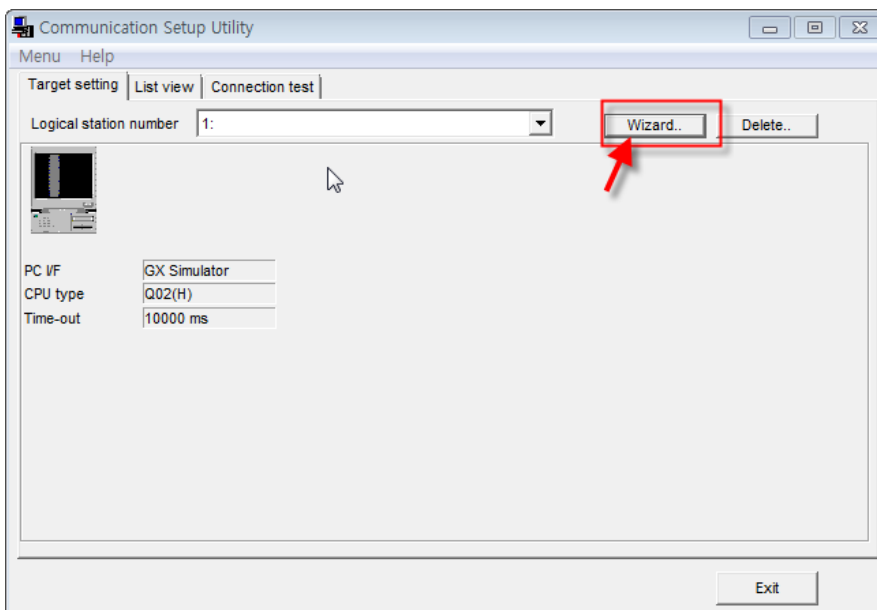 Communication Setup Utility
Menu Help
Target setting List view Connection test
Logical station number 1: Wizard.. Delete..
PC I/F GX Simulator
CPU type Q02(H)
Time-out 10000 ms
Exit